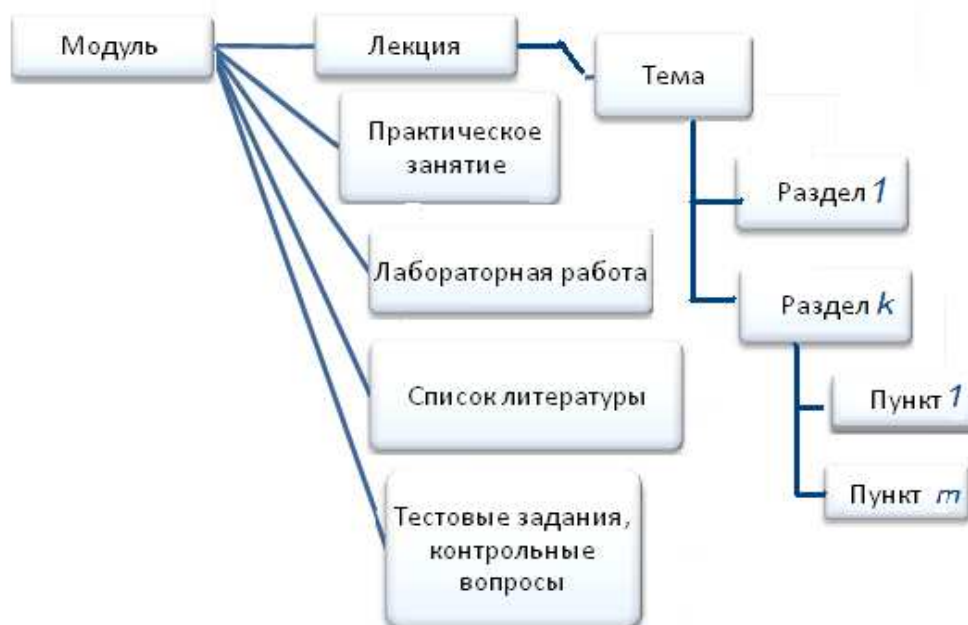 Модуль
Лекция
Тема
Практическое
занятие
Раздел 1
Лабораторная работа
Раздел k
Список литературы
Пункт 1
Пункт m
Тестовые задания,
контрольные
вопросы